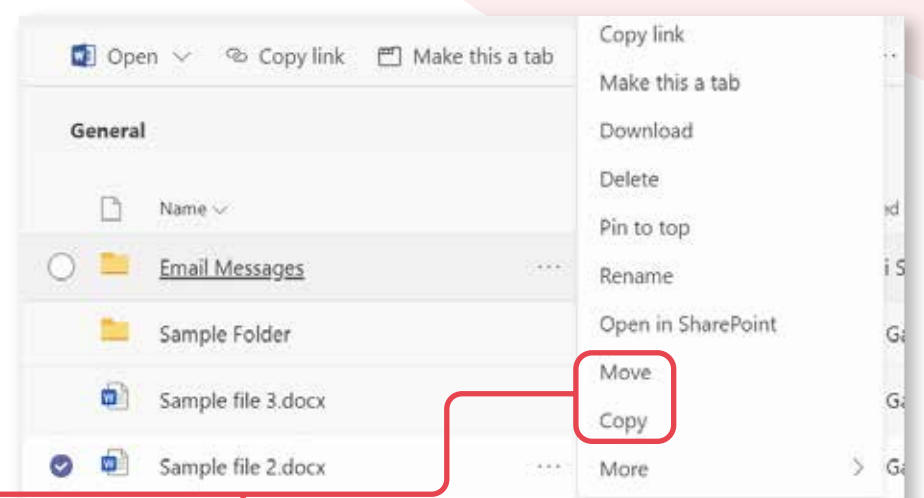 Open Copy link Make this a tab
General
Name
Email Messages
Sample Folder
Sample file 3.docx
Sample file 2.docx
Copy link
Make this a tab
Download
Delete
Pin to top
Rename
Open in SharePoint
Move
Copy
More